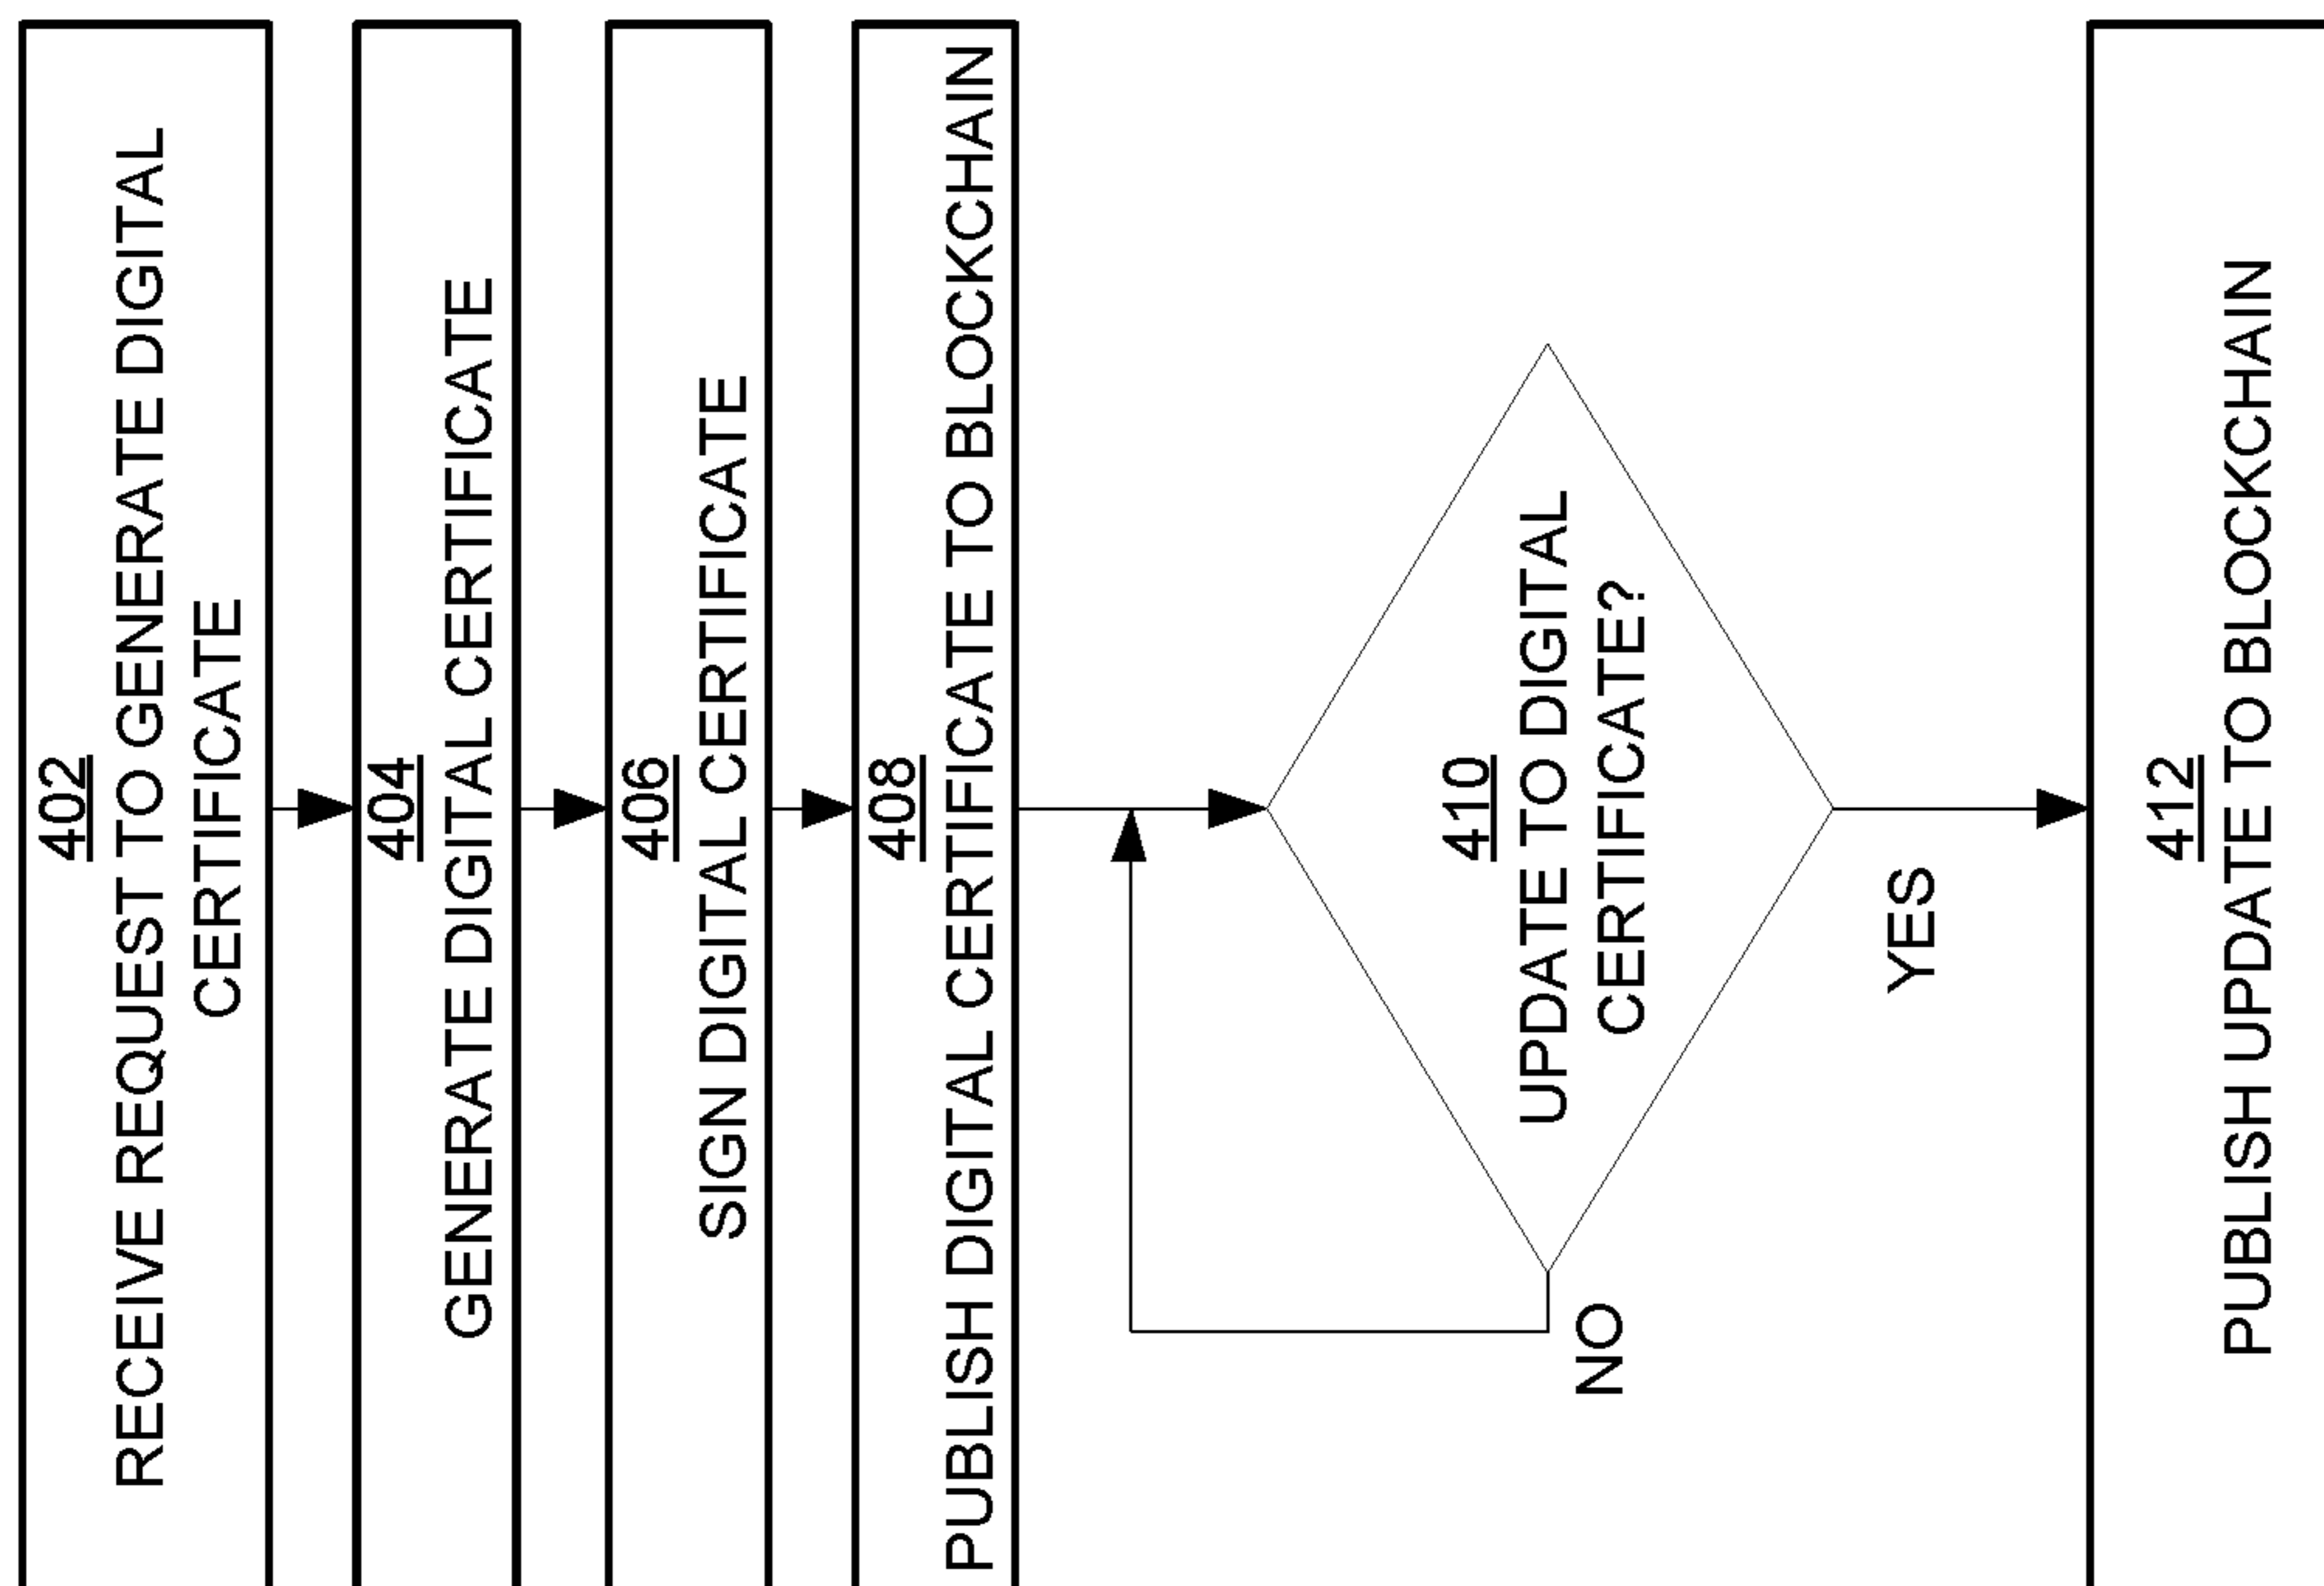 402
RECEIVE REQUEST TO GENERATE DIGITAL
CERTIFICATE
404
GENERATE DIGITAL CERTIFICATE
406
SIGN DIGITAL CERTIFICATE
408
PUBLISH DIGITAL CERTIFICATE TO BLOCKCHAIN
410
UPDATE TO DIGITAL
CERTIFICATE?
NO
YES
412
PUBLISH UPDATE TO BLOCKCHAIN